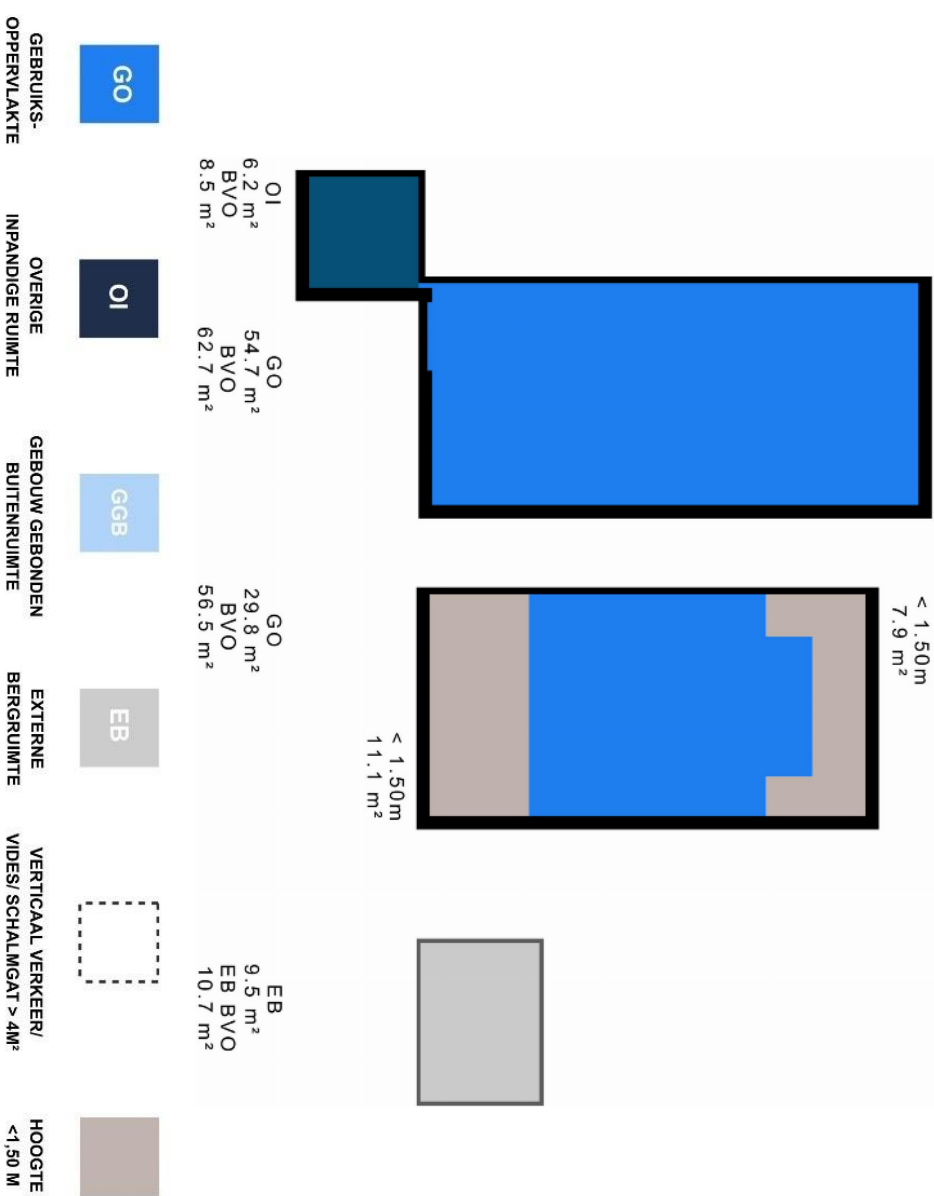 < 1.50m
7.9 m²
< 1.50m
11.1 m²
OI
6.2 m²
BVO
8.5 m²
GO
54.7 m²
BVO
62.7 m²
GO
29.8 m²
BVO
56.5 m²
EB
9.5 m²
EB BVO
10.7 m²
GO
GEBRUIKS-
OPPERVLAKTE
OI
OVERIGE
INPANDIGE RUIMTE
GGB
GEBOUW GEBONDEN
BUITENRUIMTE
EB
EXTERNE
BERGRUIMTE
VERTICAAL VERKEER/
VIDES/ SCHALMGAT > 4M²
HOOGTE
<1,50 M